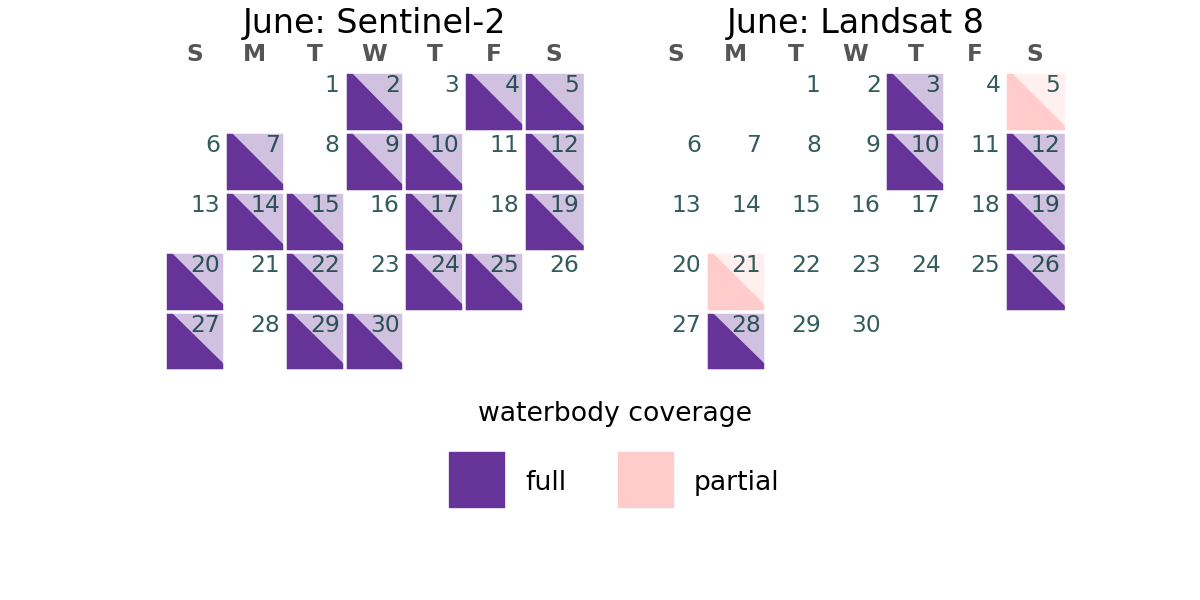 June: Sentinel-2
S M T W T F S
1 2 3 4 5
6 7 8 9 10 11 12
13 14 15 16 17 18 19
20 21 22 23 24 25 26
27 28 29 30
June: Landsat 8
S M T W T F S
1 2 3 4 5
6 7 8 9 10 11 12
13 14 15 16 17 18 19
20 21 22 23 24 25 26
27 28 29 30
waterbody coverage
full partial